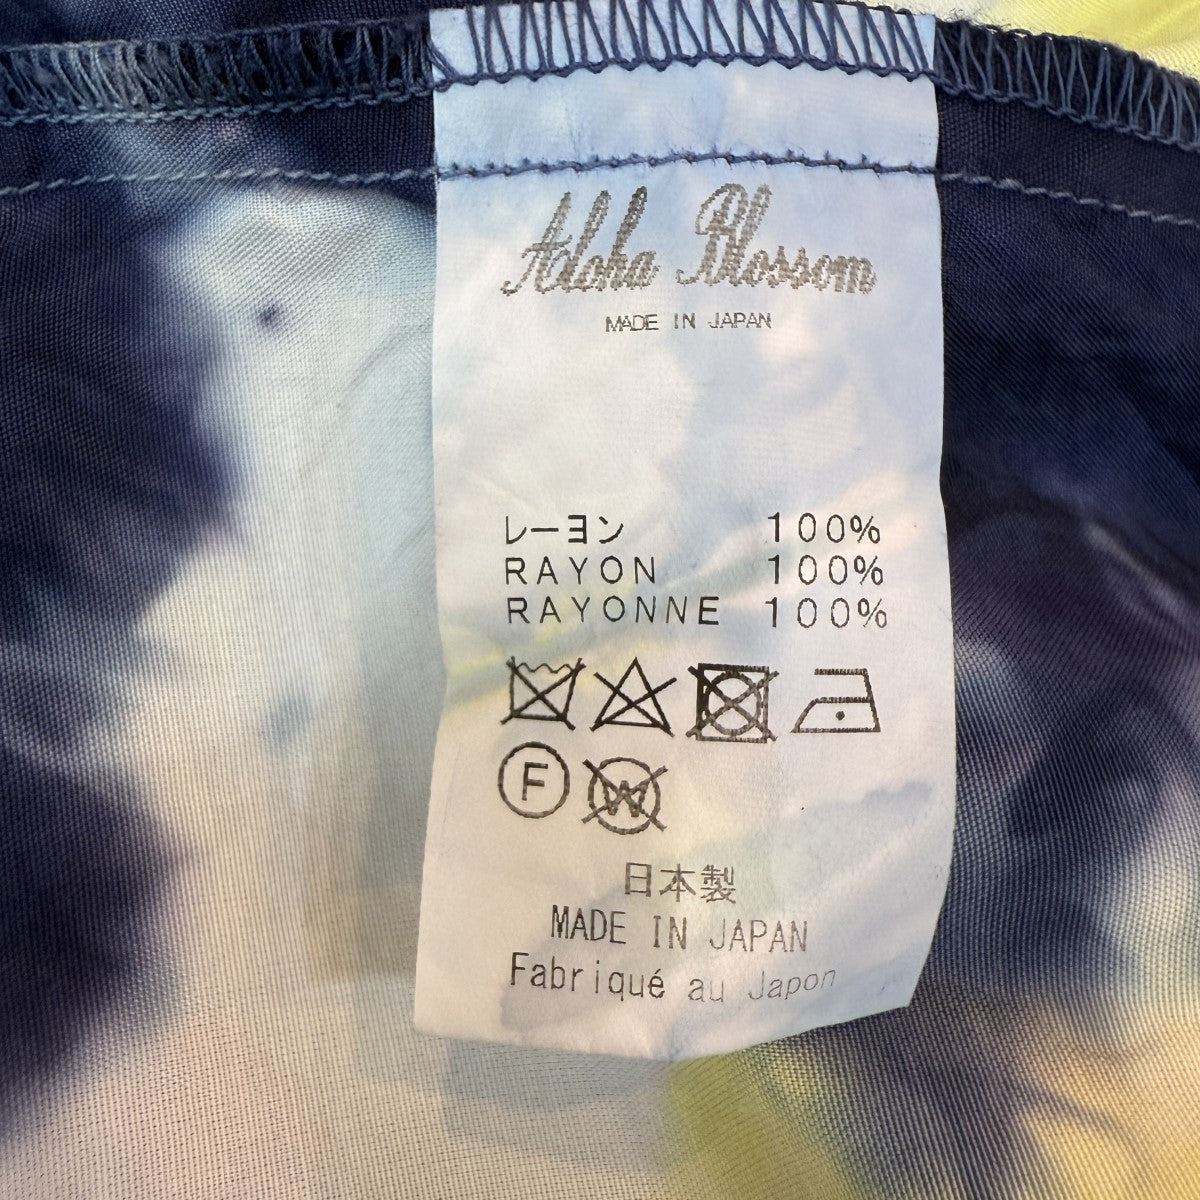 Aloha Blossom
MADE IN JAPAN
レーヨン 100%
RAYON 100%
RAYONNE 100%
F W
日本製
MADE IN JAPAN
Fabriqué au Japon